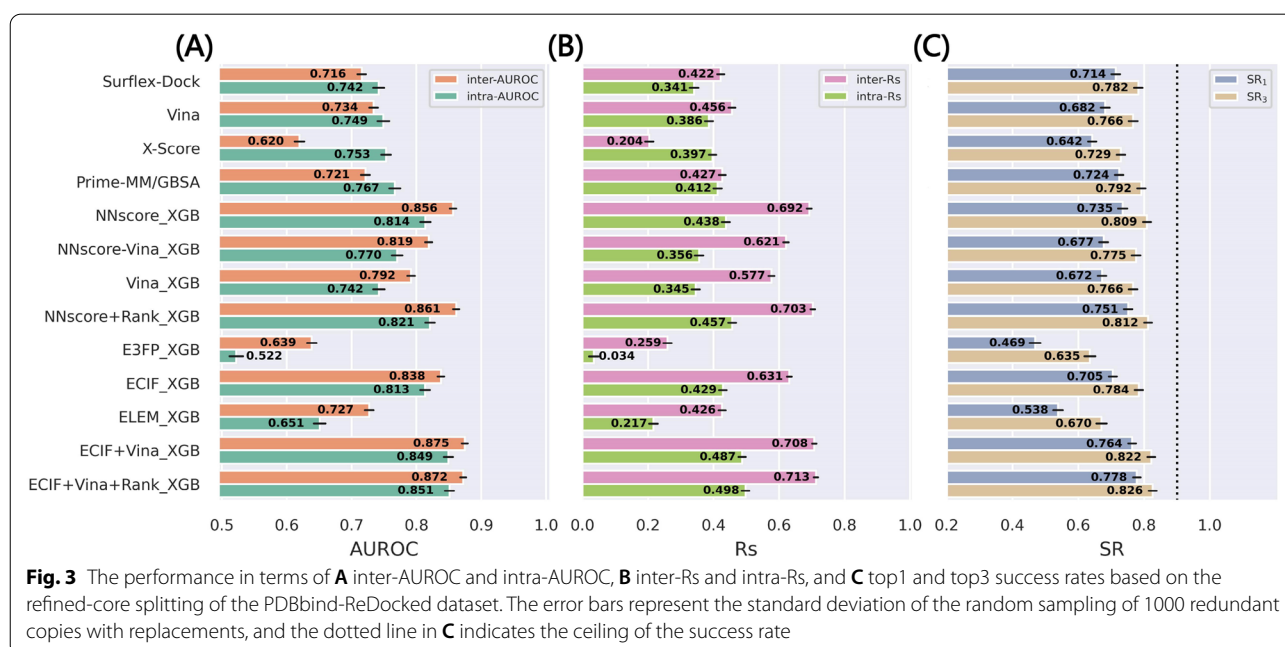 (A) (B) (C)
Surflex-Dock 0.716 0.742 inter-AUROC intra-AUROC 0.422 0.341 inter-Rs intra-Rs 0.714 0.782 SR1 SR3
Vina 0.734 0.749 0.456 0.386 0.682 0.766
X-Score 0.620 0.753 0.204 0.397 0.642 0.729
Prime-MM/GBSA 0.721 0.767 0.427 0.412 0.724 0.792
NNscore_XGB 0.856 0.814 0.692 0.438 0.735 0.809
NNscore-Vina_XGB 0.819 0.770 0.621 0.356 0.677 0.775
Vina_XGB 0.792 0.742 0.577 0.345 0.672 0.766
NNscore+Rank_XGB 0.861 0.821 0.703 0.457 0.751 0.812
E3FP_XGB 0.639 0.522 0.259 0.034 0.469 0.635
ECIF_XGB 0.838 0.813 0.631 0.429 0.705 0.784
ELEM_XGB 0.727 0.651 0.426 0.217 0.538 0.670
ECIF+Vina_XGB 0.875 0.849 0.708 0.487 0.764 0.822
ECIF+Vina+Rank_XGB 0.872 0.851 0.713 0.498 0.778 0.826
0.5 0.6 0.7 0.8 0.9 1.0 0.0 0.2 0.4 0.6 0.8 1.0 0.2 0.4 0.6 0.8 1.0
AUROC Rs SR
Fig. 3 The performance in terms of A inter-AUROC and intra-AUROC, B inter-Rs and intra-Rs, and C top1 and top3 success rates based on the
refined-core splitting of the PDBbind-ReDocked dataset. The error bars represent the standard deviation of the random sampling of 1000 redundant
copies with replacements, and the dotted line in C indicates the ceiling of the success rate